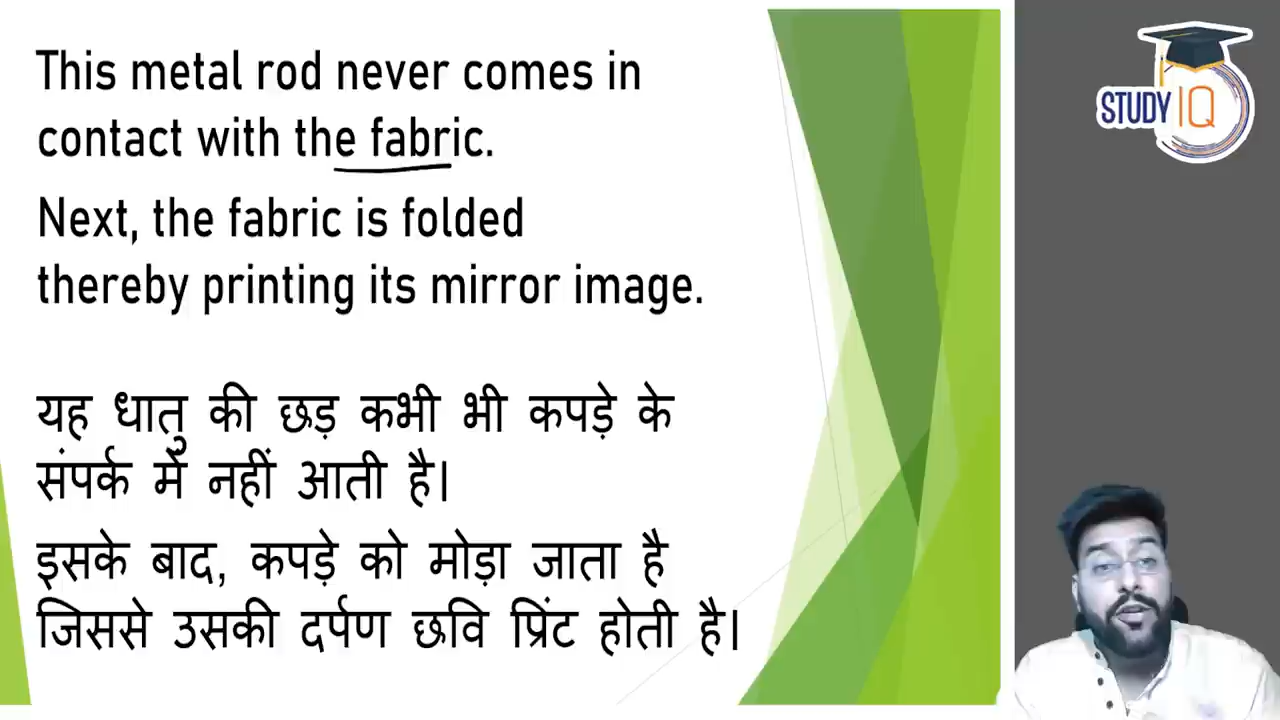 This metal rod never comes in
contact with the fabric.
Next, the fabric is folded
thereby printing its mirror image.
यह धातु की छड़ कभी भी कपड़े के
संपर्क में नहीं आती है।
इसके बाद, कपड़े को मोड़ा जाता है
जिससे उसकी दर्पण छवि प्रिंट होती है।
STUDY IQ